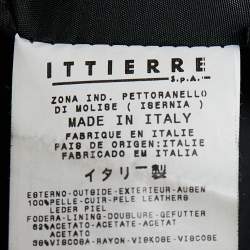 ITTIERRE
S.p.A.
ZONA IND. PETTORANELLO
DI MOLISE ( ISERNIA )
MADE IN ITALY
FABRIQUE EN ITALIE
PAIS DE ORIGEN:ITALIE
FABRICADO EM ITALIA
イタリー製
ESTERNO-OUTSIDE-EXTERIEUR-AUBEN
100%PELLE-CUIR-PELE LEATHERS
LEDER PIEL
FODERA-LINING-DOUBLURE-GEFUTTER
62%ACETATO-ACETATE-ACETAT
ACETATO
38%VISCOSA-RAYON-VISKOSE-VISCOSE